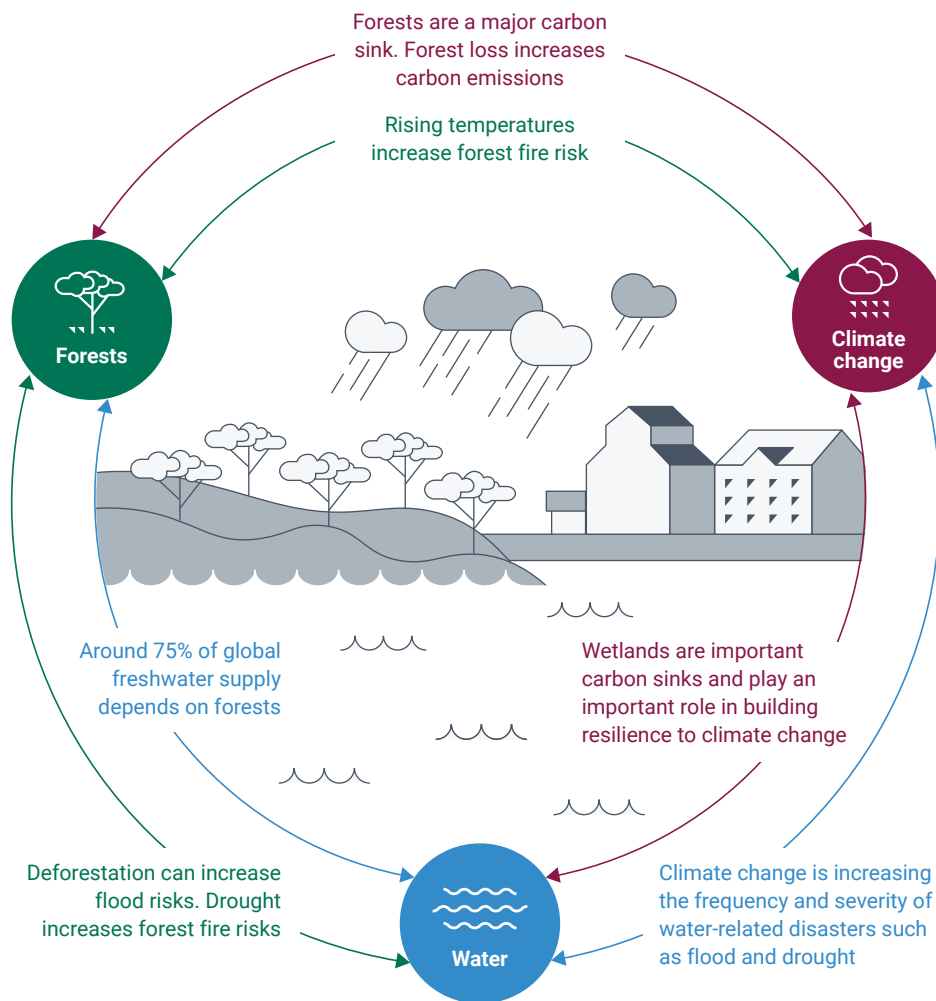 Forests are a major carbon
sink. Forest loss increases
carbon emissions
Rising temperatures
increase forest fire risk
Forests
Climate
change
Around 75% of global
freshwater supply
depends on forests
Wetlands are important
carbon sinks and play an
important role in building
resilience to climate change
Deforestation can increase
flood risks. Drought
increases forest fire risks
Water
Climate change is increasing
the frequency and severity of
water-related disasters such
as flood and drought